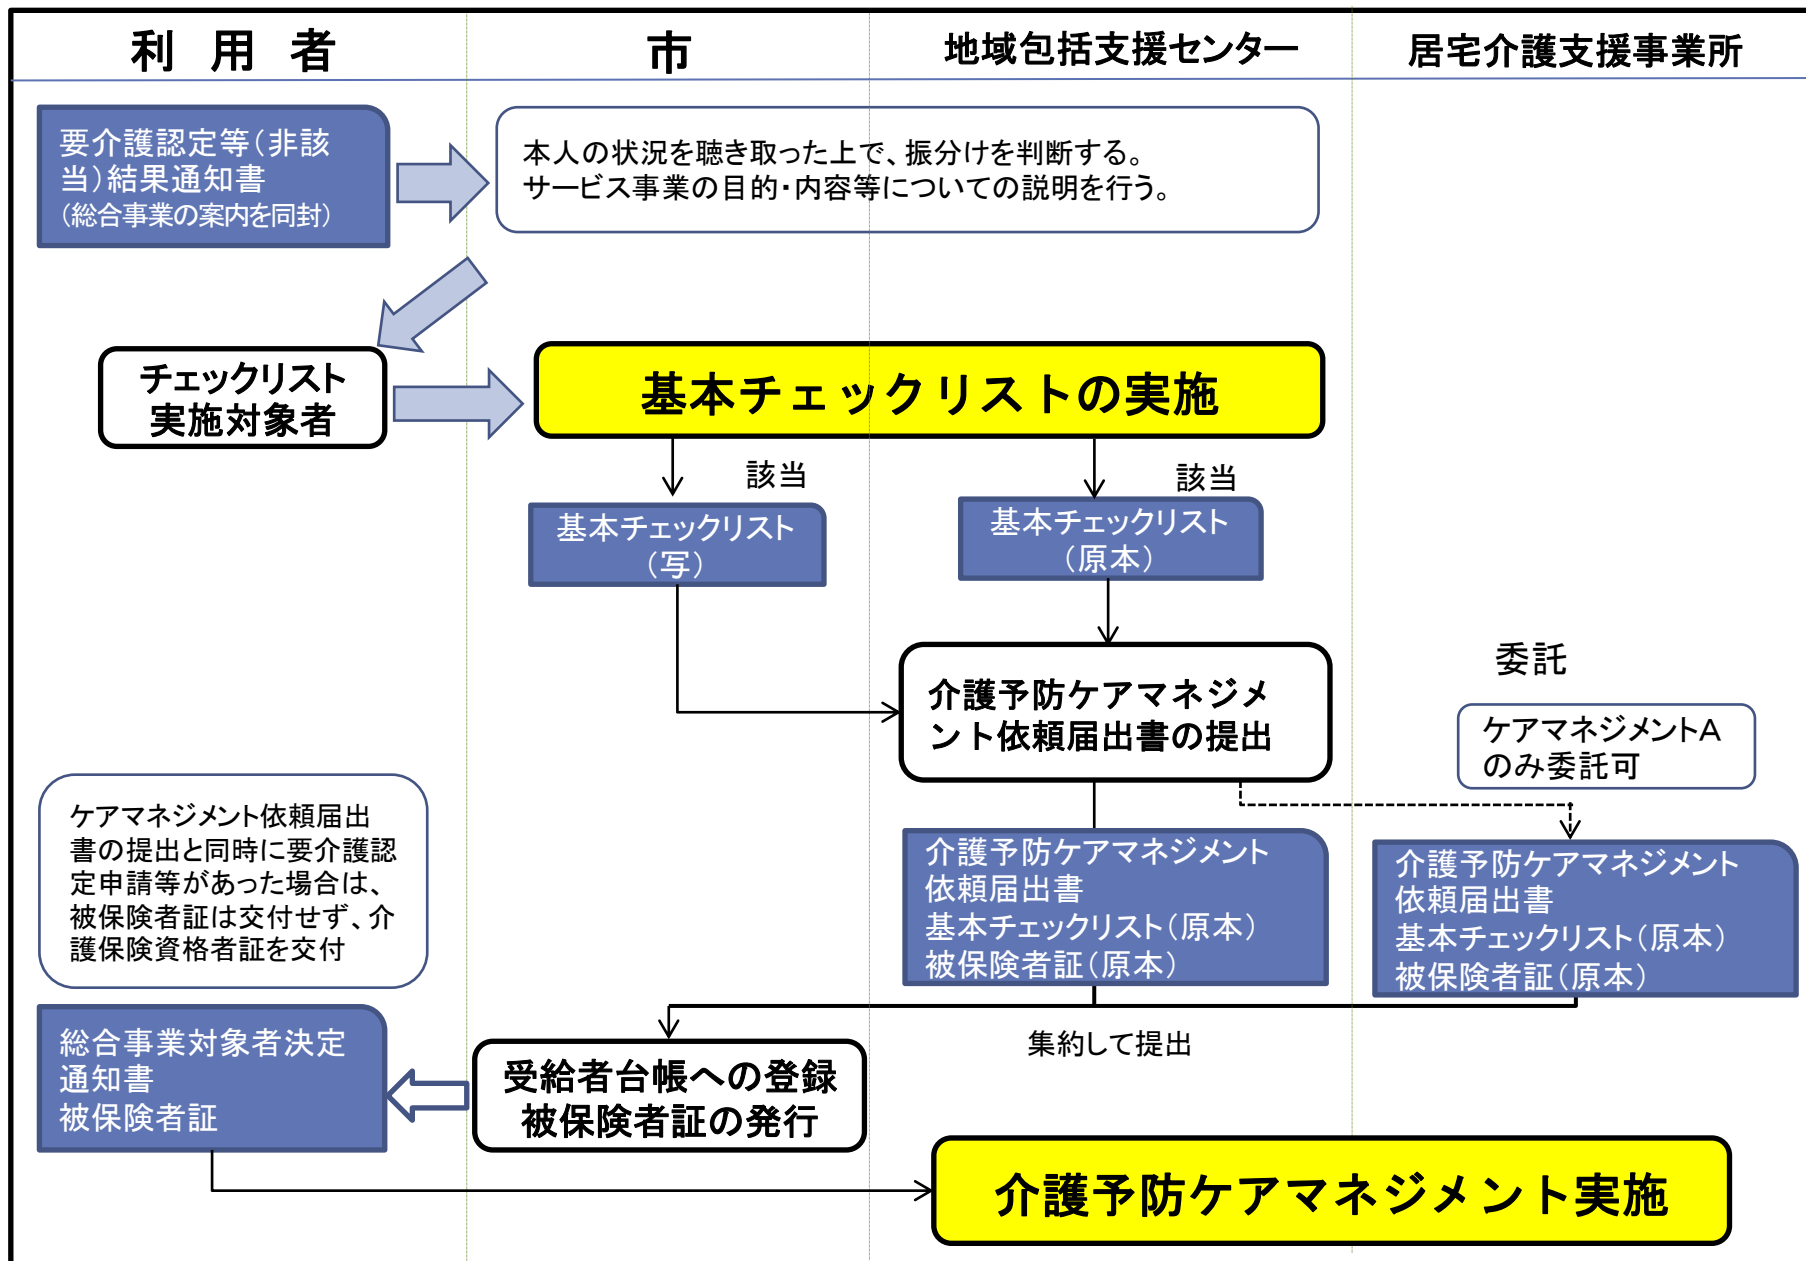 利用者
市
地域包括支援センター
居宅介護支援事業所
要介護認定等(非該
当)結果通知書
(総合事業の案内を同封)
本人の状況を聴き取った上で、振分けを判断する。
サービス事業の目的・内容等についての説明を行う。
チェックリスト
実施対象者
基本チェックリストの実施
該当
該当
基本チェックリスト
(写)
基本チェックリスト
(原本)
介護予防ケアマネジメ
ント依頼届出書の提出
委託
ケアマネジメントA
のみ委託可
ケアマネジメント依頼届出
書の提出と同時に要介護認
定申請等があった場合は、
被保険者証は交付せず、介
護保険資格者証を交付
介護予防ケアマネジメント
依頼届出書
基本チェックリスト(原本)
被保険者証(原本)
介護予防ケアマネジメント
依頼届出書
基本チェックリスト(原本)
被保険者証(原本)
集約して提出
総合事業対象者決定
通知書
被保険者証
受給者台帳への登録
被保険者証の発行
介護予防ケアマネジメント実施